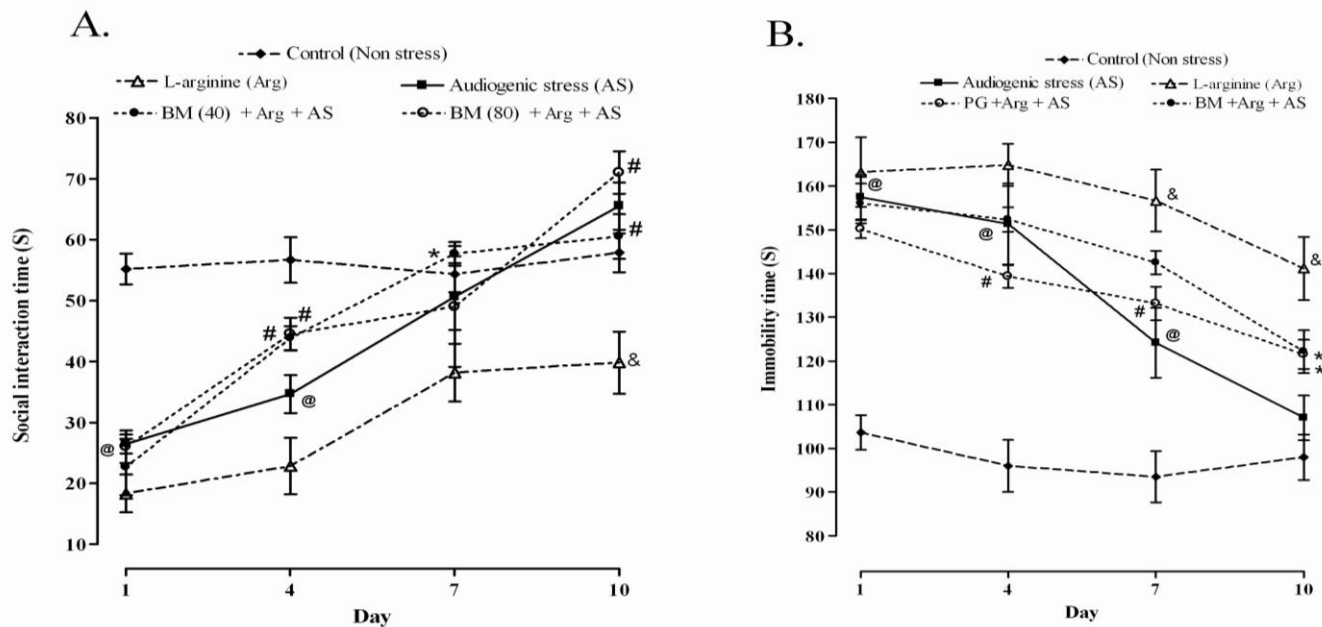 A.
Control (Non stress)
L-arginine (Arg) Audiogenic stress (AS)
BM (40) + Arg + AS BM (80) + Arg + AS
Social interaction time (S)
80
70
60
50
40
30
20
10
@
#
#
@
*
#
#
&
1 4 7 10
Day
B.
Control (Non stress)
Audiogenic stress (AS) L-arginine (Arg)
PG +Arg + AS BM +Arg + AS
Immobility time (S)
180
170
160
150
140
130
120
110
100
90
80
@
@
#
&
#
@
&
*
*
1 4 7 10
Day